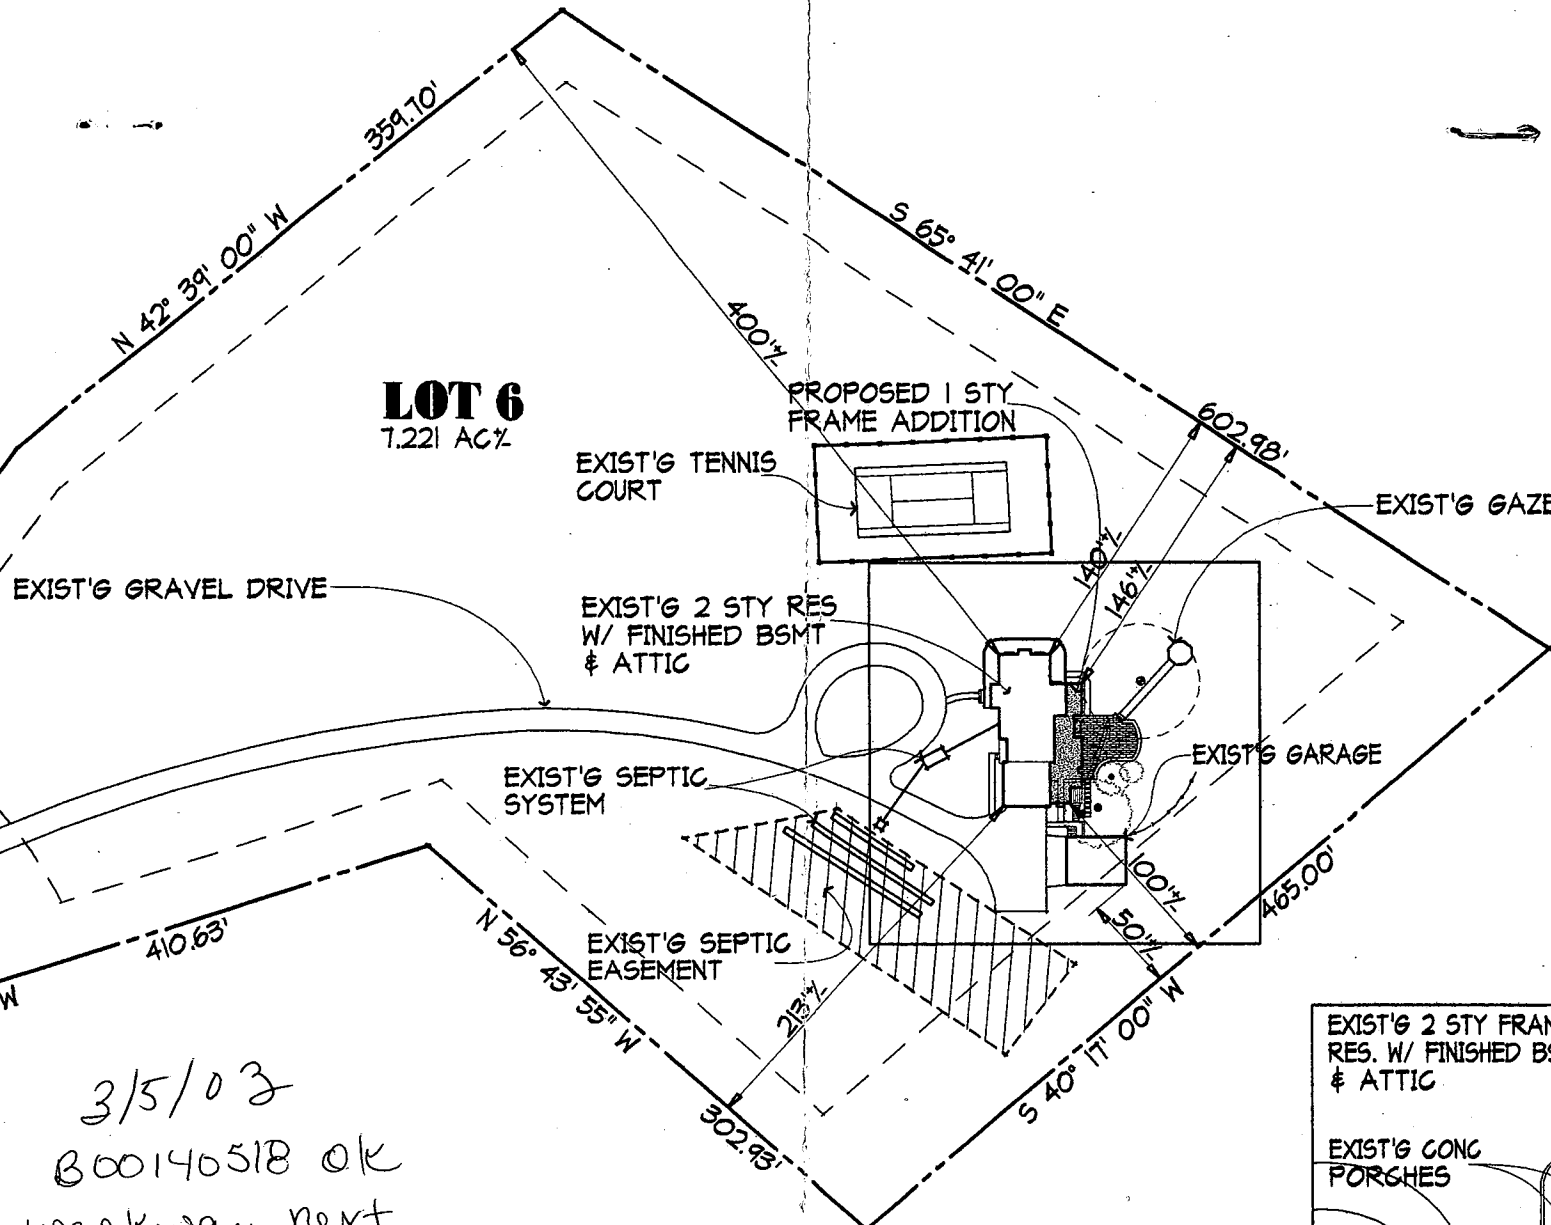 359.70'
N 42° 39' 00" W
S 65° 41' 00" E
400'+/-
LOT 6
7.221 AC+/-
PROPOSED 1 STY
FRAME ADDITION
602.98'
EXIST'G TENNIS
COURT
EXIST'G GAZE
140'+/-
146'+/-
EXIST'G GRAVEL DRIVE
EXIST'G 2 STY RES
W/ FINISHED BSMT
& ATTIC
EXIST'G GARAGE
EXIST'G SEPTIC
SYSTEM
100'+/-
465.00'
50'+/-
410.63'
N 56° 43' 55" W
EXIST'G SEPTIC
EASEMENT
213'+/-
W
S 40° 17' 00" W
302.93'
EXIST'G 2 STY FRAM
RES. W/ FINISHED BS
& ATTIC
EXIST'G CONC
PORCHES
3/5/03
B00140518 OK